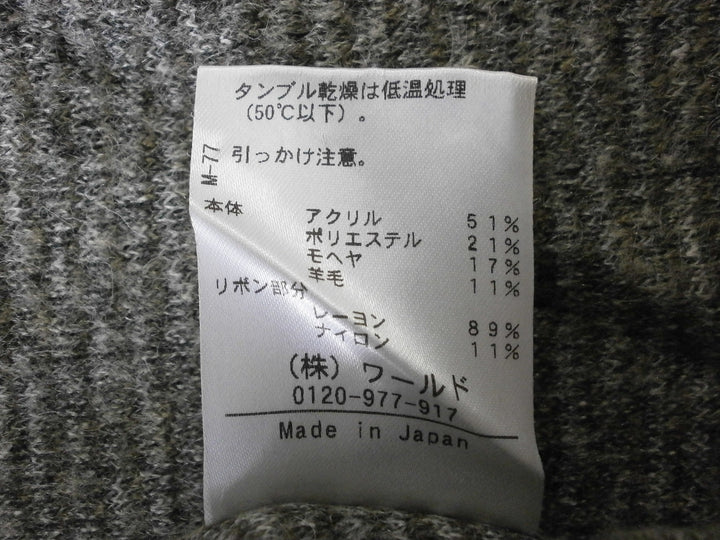 タンブル乾燥は低温処理
(50℃以下)。
M-77
引っかけ注意。
本体
アクリル 51%
ポリエステル 21%
モヘヤ 17%
羊毛 11%
リボン部分
レーヨン 89%
ナイロン 11%
(株) ワールド
0120-977-917
Made in Japan